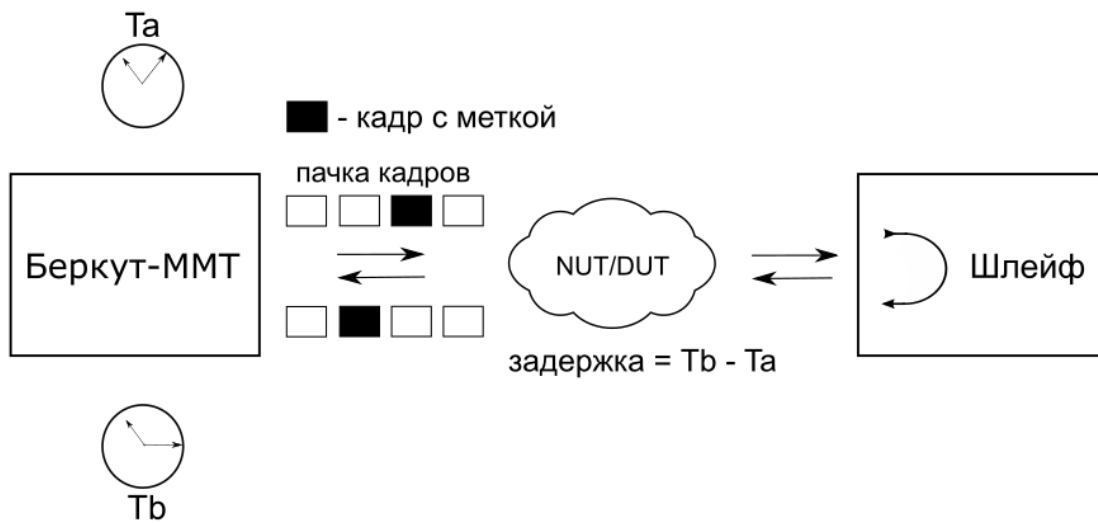 Ta
- кадр с меткой
пачка кадров
Беркут-ММТ
NUT/DUT
Шлейф
задержка = Tb - Ta
Tb